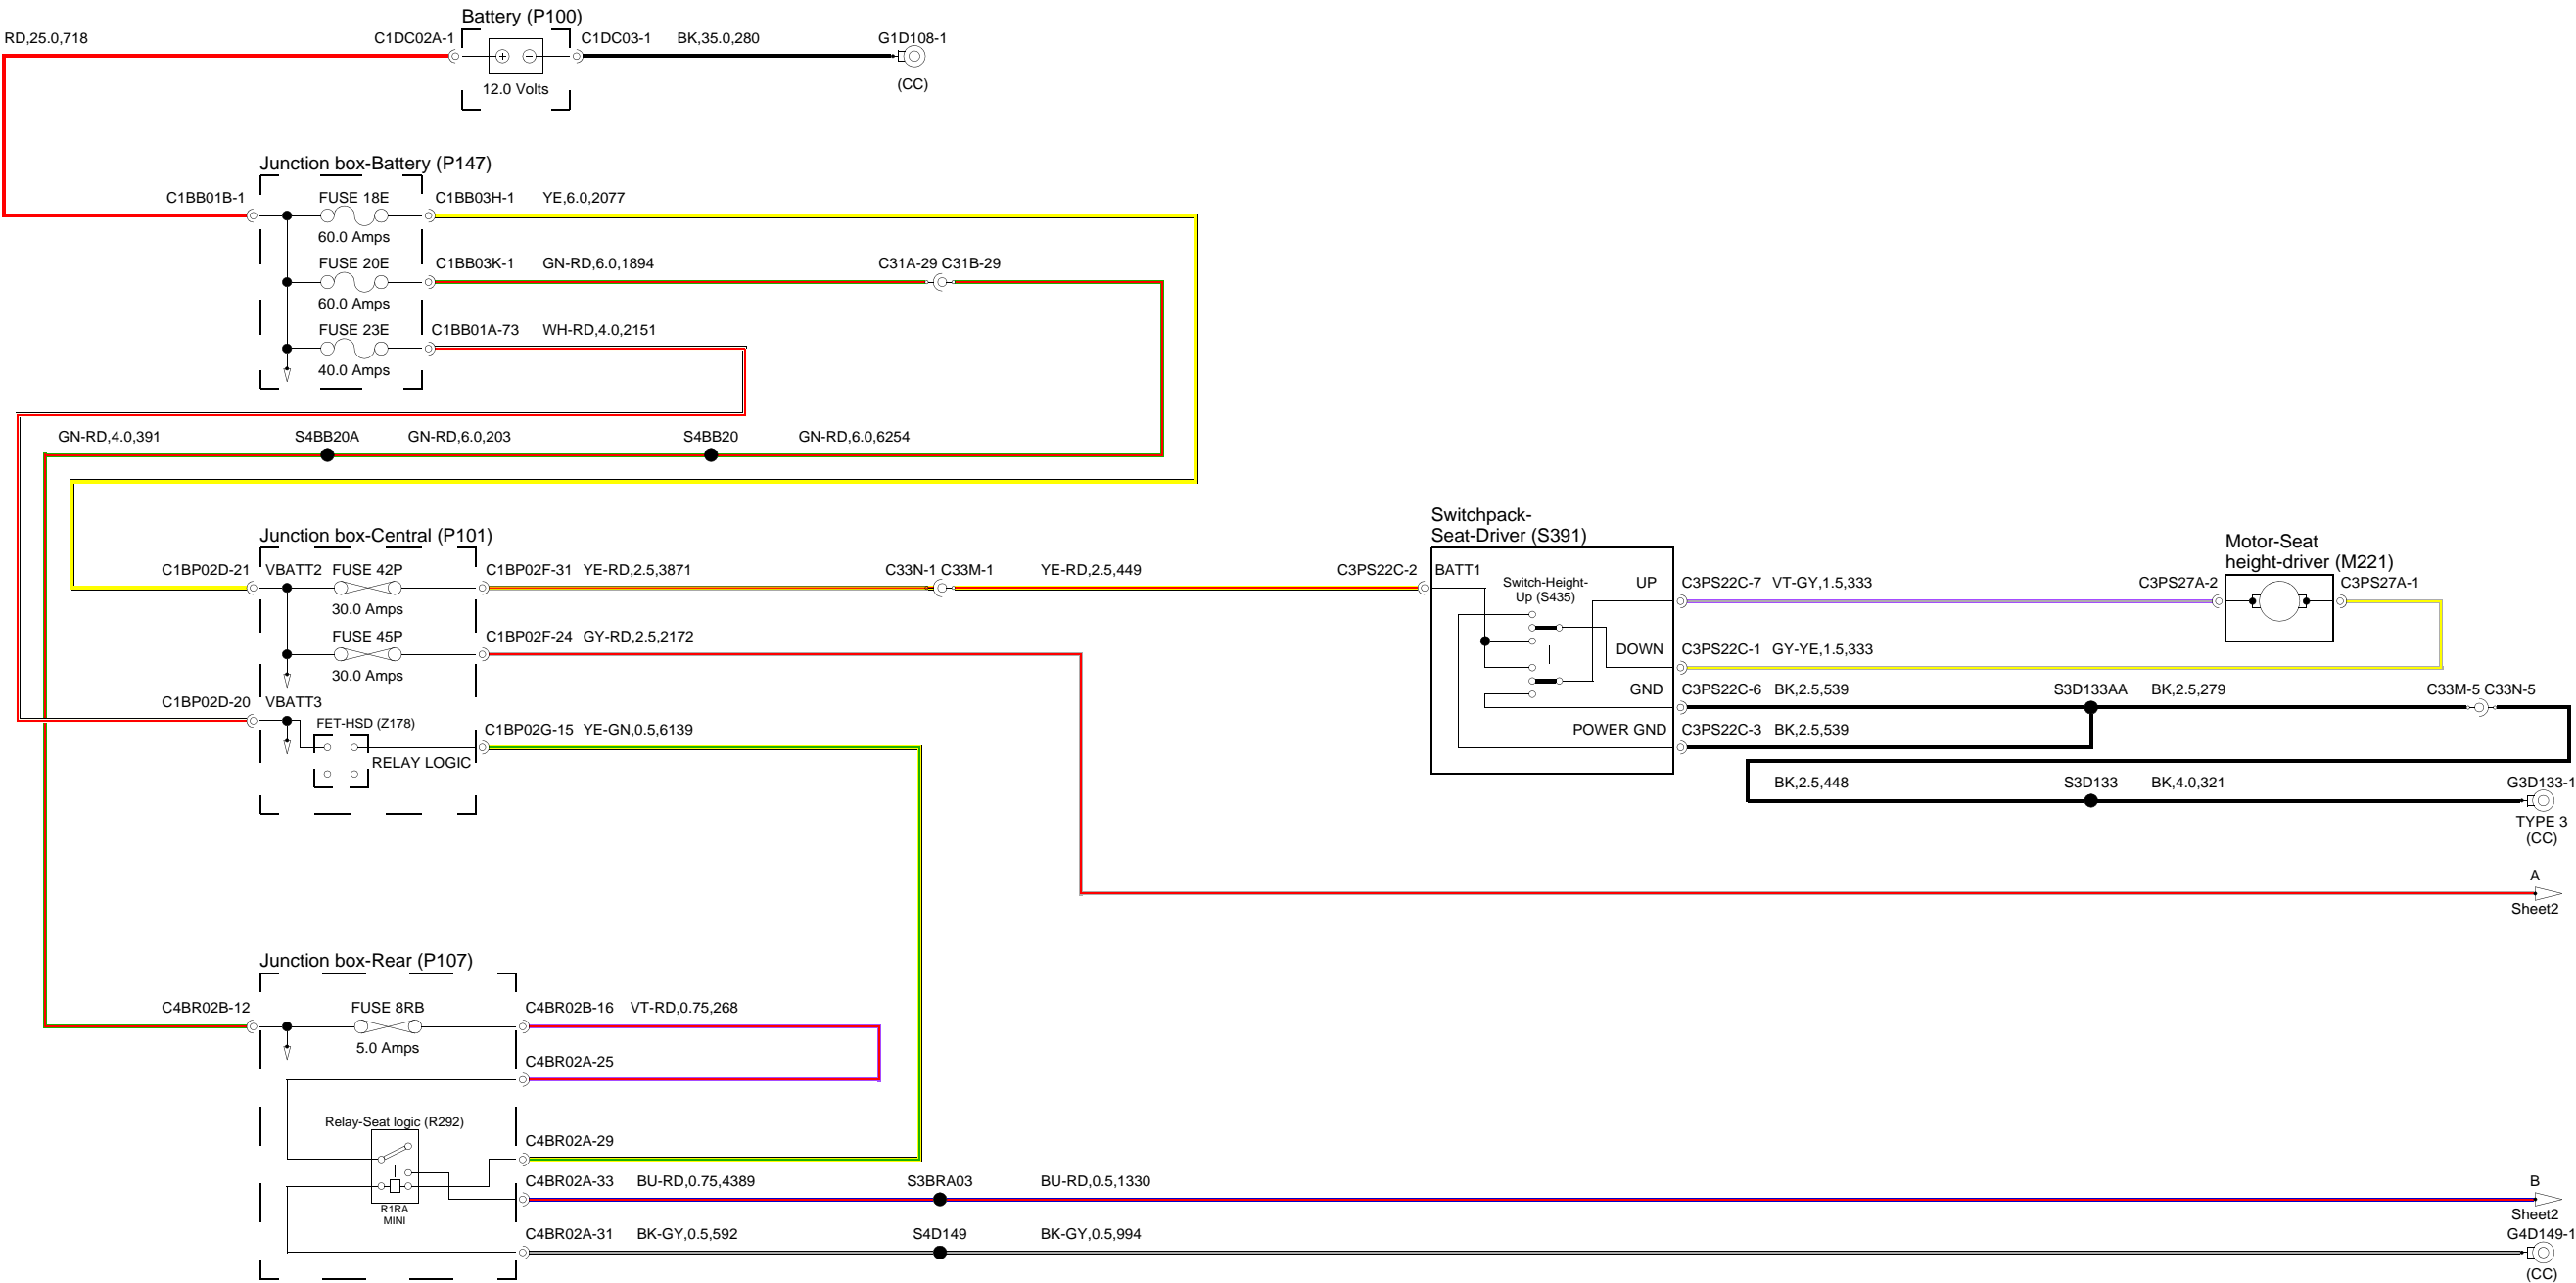 Battery (P100)
RD,25.0,718
C1DC02A-1
C1DC03-1
BK,35.0,280
G1D108-1
12.0 Volts
(CC)
Junction box-Battery (P147)
C1BB01B-1
FUSE 18E
C1BB03H-1
YE,6.0,2077
60.0 Amps
FUSE 20E
C1BB03K-1
GN-RD,6.0,1894
C31A-29 C31B-29
60.0 Amps
FUSE 23E
C1BB01A-73
WH-RD,4.0,2151
40.0 Amps
GN-RD,4.0,391
S4BB20A
GN-RD,6.0,203
S4BB20
GN-RD,6.0,6254
Junction box-Central (P101)
C1BP02D-21
VBATT2
FUSE 42P
C1BP02F-31
YE-RD,2.5,3871
C33N-1 C33M-1
YE-RD,2.5,449
C3PS22C-2
30.0 Amps
FUSE 45P
C1BP02F-24
GY-RD,2.5,2172
30.0 Amps
C1BP02D-20
VBATT3
FET-HSD (Z178)
C1BP02G-15
YE-GN,0.5,6139
RELAY LOGIC
Switchpack-
Seat-Driver (S391)
BATT1
Switch-Height-
Up (S435)
UP
C3PS22C-7
VT-GY,1.5,333
C3PS27A-2
Motor-Seat
height-driver (M221)
C3PS27A-1
DOWN
C3PS22C-1
GY-YE,1.5,333
GND
C3PS22C-6
BK,2.5,539
S3D133AA
BK,2.5,279
C33M-5 C33N-5
POWER GND
C3PS22C-3
BK,2.5,539
BK,2.5,448
S3D133
BK,4.0,321
G3D133-1
TYPE 3
(CC)
A
Sheet2
Junction box-Rear (P107)
C4BR02B-12
FUSE 8RB
C4BR02B-16
VT-RD,0.75,268
5.0 Amps
C4BR02A-25
Relay-Seat logic (R292)
C4BR02A-29
R1RA
MINI
C4BR02A-33
BU-RD,0.75,4389
S3BRA03
BU-RD,0.5,1330
B
Sheet2
C4BR02A-31
BK-GY,0.5,592
S4D149
BK-GY,0.5,994
G4D149-1
(CC)